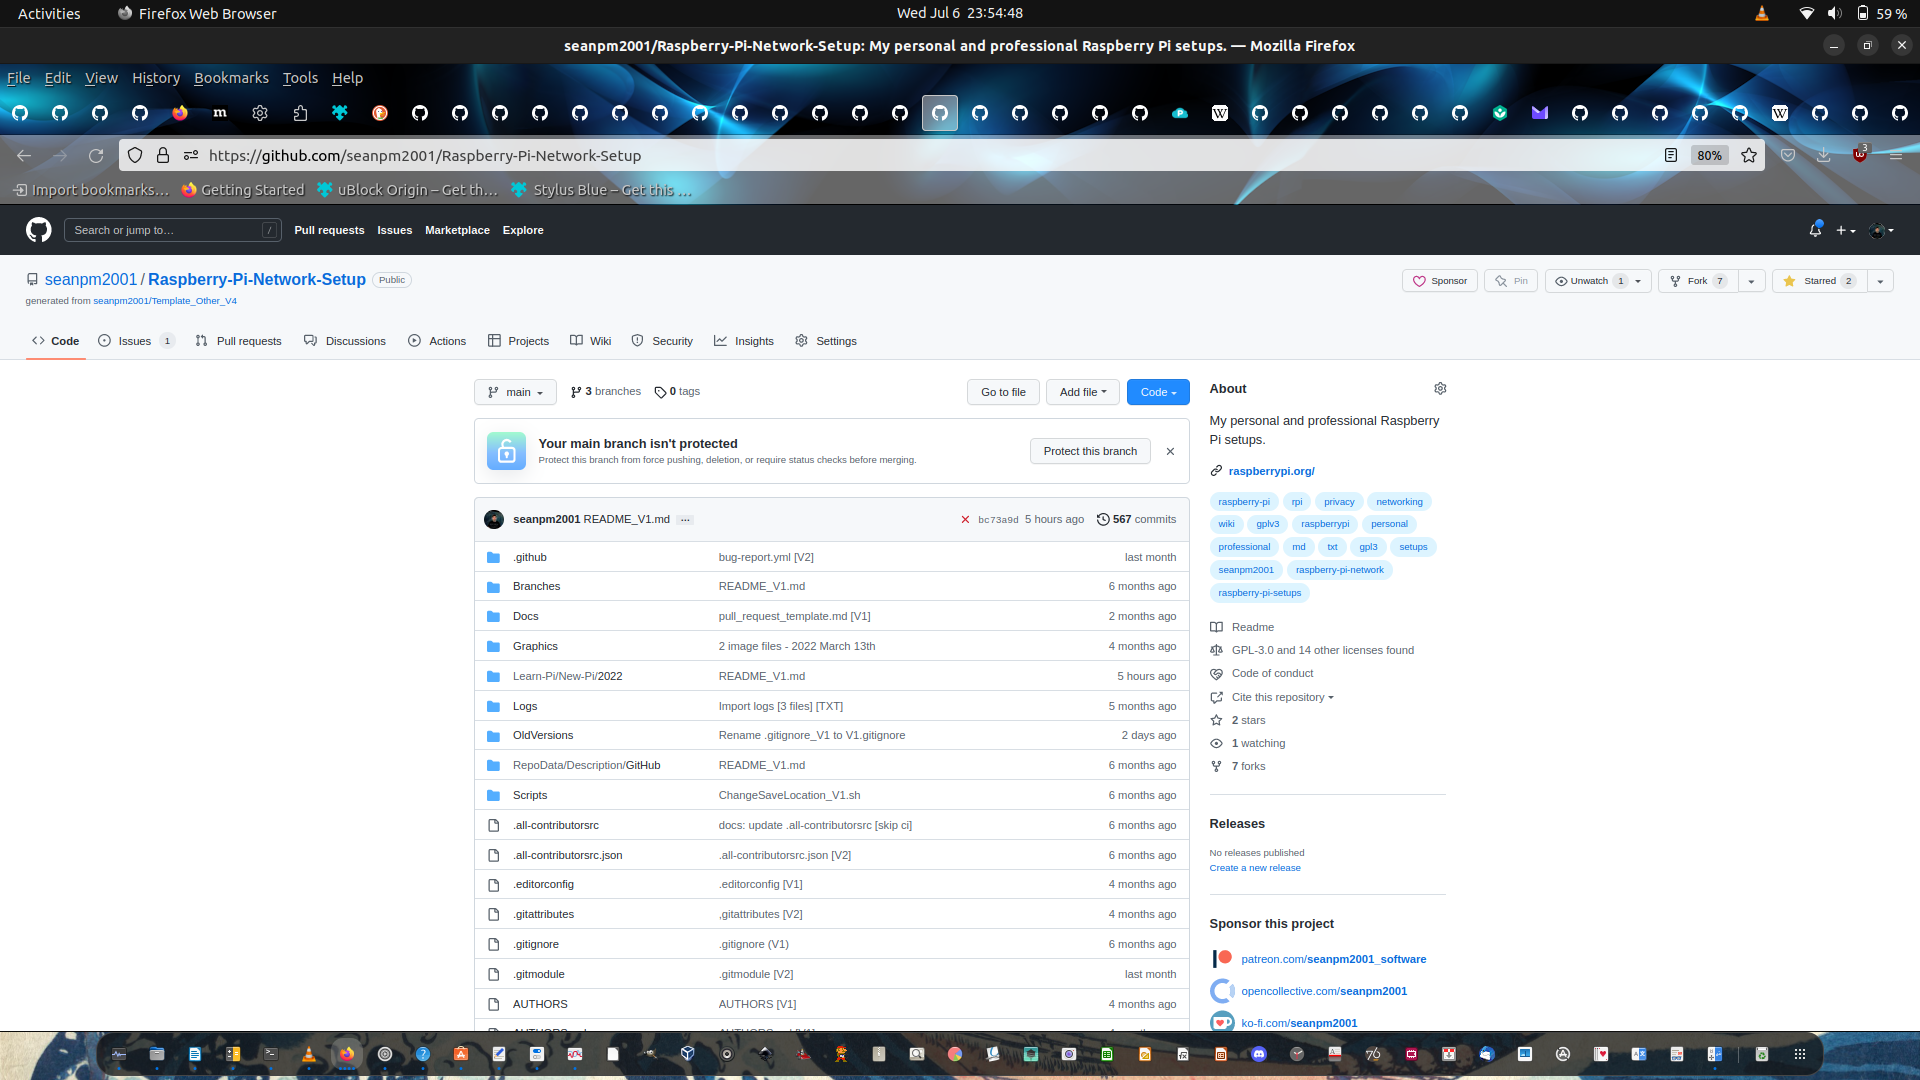 Activities
Firefox Web Browser
Wed Jul 6 23:54:48
59 %
seanpm2001/Raspberry-Pi-Network-Setup: My personal and professional Raspberry Pi setups. — Mozilla Firefox
File Edit View History Bookmarks Tools Help
https://github.com/seanpm2001/Raspberry-Pi-Network-Setup
80%
3
Import bookmarks…
Getting Started
uBlock Origin – Get th…
Stylus Blue – Get this …
Search or jump to…
/
Pull requests
Issues
Marketplace
Explore
seanpm2001 / Raspberry-Pi-Network-Setup
Public
generated from seanpm2001/Template_Other_V4
Sponsor
Pin
Unwatch 1
Fork 7
Starred 2
Code
Issues 1
Pull requests
Discussions
Actions
Projects
Wiki
Security
Insights
Settings
main
3 branches
0 tags
Go to file
Add file
Code
Your main branch isn't protected
Protect this branch from force pushing, deletion, or require status checks before merging.
Protect this branch
seanpm2001 README_V1.md ...
bc73a9d 5 hours ago
567 commits
.github bug-report.yml [V2] last month
Branches README_V1.md 6 months ago
Docs pull_request_template.md [V1] 2 months ago
Graphics 2 image files - 2022 March 13th 4 months ago
Learn-Pi/New-Pi/2022 README_V1.md 5 hours ago
Logs Import logs [3 files] [TXT] 5 months ago
OldVersions Rename .gitignore_V1 to V1.gitignore 2 days ago
RepoData/Description/GitHub README_V1.md 6 months ago
Scripts ChangeSaveLocation_V1.sh 6 months ago
.all-contributorsrc docs: update .all-contributorsrc [skip ci] 6 months ago
.all-contributorsrc.json .all-contributorsrc.json [V2] 6 months ago
.editorconfig .editorconfig [V1] 4 months ago
.gitattributes ,gitattributes [V2] 4 months ago
.gitignore .gitignore (V1) 6 months ago
.gitmodule .gitmodule [V2] last month
AUTHORS AUTHORS [V1] 4 months ago
About
My personal and professional Raspberry
Pi setups.
raspberrypi.org/
raspberry-pi rpi privacy networking
wiki gplv3 raspberrypi personal
professional md txt gpl3 setups
seanpm2001 raspberry-pi-network
raspberry-pi-setups
Readme
GPL-3.0 and 14 other licenses found
Code of conduct
Cite this repository
2 stars
1 watching
7 forks
Releases
No releases published
Create a new release
Sponsor this project
patreon.com/seanpm2001_software
opencollective.com/seanpm2001
ko-fi.com/seanpm2001